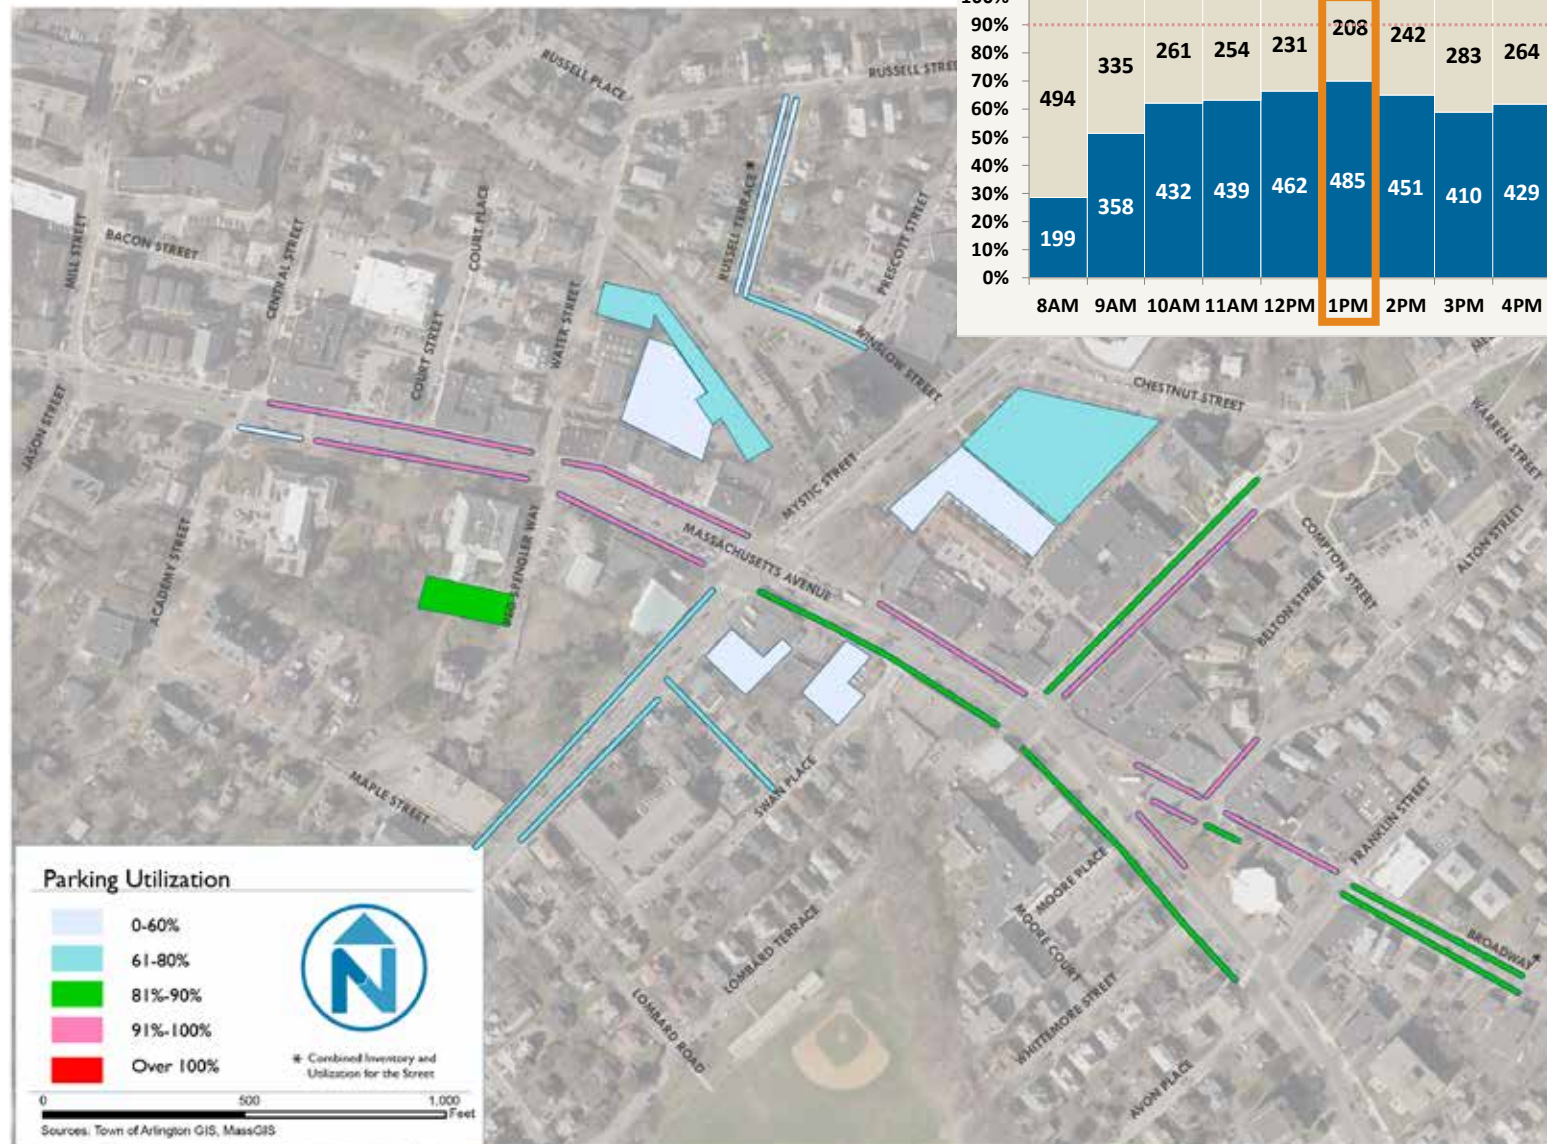 100%
90%
80%
70%
60%
50%
40%
30%
20%
10%
0%
494
335
261
254
231
208
242
283
264
199
358
432
439
462
485
451
410
429
8AM 9AM 10AM 11AM 12PM 1PM 2PM 3PM 4PM
RUSSELL PLACE
RUSSELL STREE
RUSSELL TERRACE *
PRESCOTT STREET
WINSLOW STREET
MILL STREET
BACON STREET
CENTRAL STREET
COURT PLACE
COURT STREET
WATER STREET
JASON STREET
ACADEMY STREET
SPENGLER WAY
MYSTIC STREET
MASSACHUSETTS AVENUE
CHESTNUT STREET
WARREN STREET
COMPTON STREET
ALTON STREET
BELTON STREET
FRANKLIN STREET
BROADWAY *
MAPLE STREET
SWAN PLACE
MOORE PLACE
MOORE COURT
LOMBARD TERRACE
LOMBARD ROAD
WHITTEMORE STREET
AVON PLACE
Parking Utilization
0-60%
61-80%
81%-90%
91%-100%
Over 100%
N
* Combined Inventory and
Utilization for the Street
0 500 1,000
Feet
Sources: Town of Arlington GIS, MassGIS